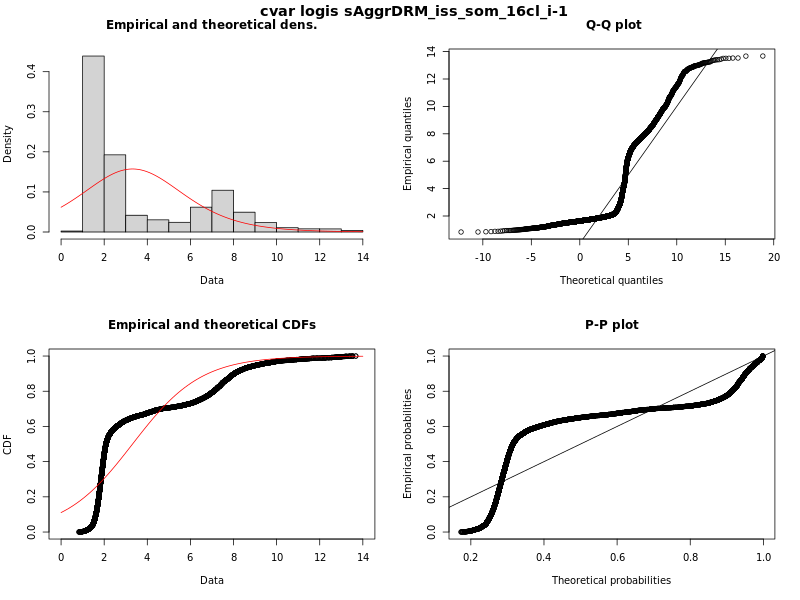 cvar logis sAggrDRM_iss_som_16cl_i-1
Empirical and theoretical dens.
Density
0.0 0.1 0.2 0.3 0.4
0 2 4 6 8 10 12 14
Data
Q-Q plot
Empirical quantiles
2 4 6 8 10 12 14
-10 -5 0 5 10 15 20
Theoretical quantiles
Empirical and theoretical CDFs
CDF
0.0 0.2 0.4 0.6 0.8 1.0
0 2 4 6 8 10 12 14
Data
P-P plot
Empirical probabilities
0.0 0.2 0.4 0.6 0.8 1.0
0.2 0.4 0.6 0.8 1.0
Theoretical probabilities